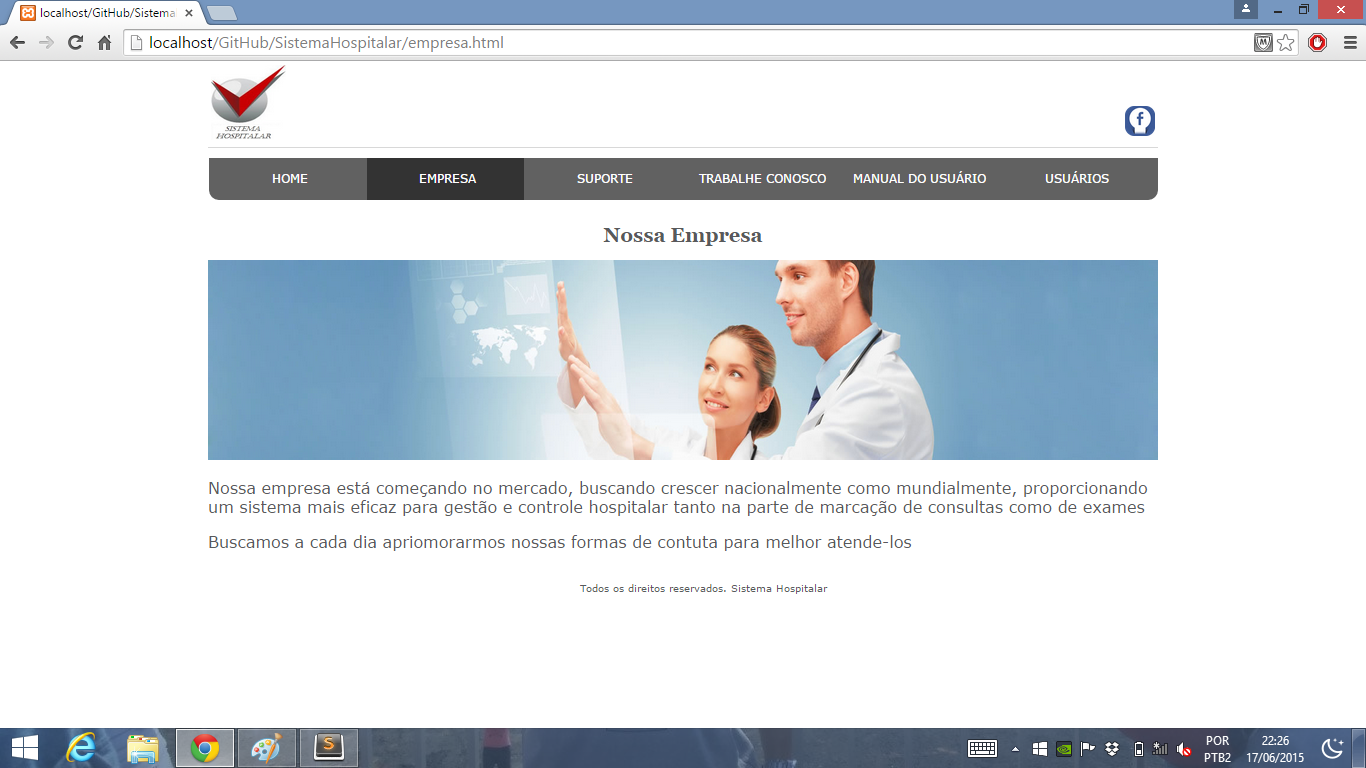 localhost/GitHub/Sistema
localhost/GitHub/SistemaHospitalar/empresa.html
SISTEMA
HOSPITALAR
HOME EMPRESA SUPORTE TRABALHE CONOSCO MANUAL DO USUÁRIO USUÁRIOS
Nossa Empresa
Nossa empresa está começando no mercado, buscando crescer nacionalmente como mundialmente, proporcionando
um sistema mais eficaz para gestão e controle hospitalar tanto na parte de marcação de consultas como de exames
Buscamos a cada dia apriomorarmos nossas formas de contuta para melhor atende-los
Todos os direitos reservados. Sistema Hospitalar
POR 22:26
PTB2 17/06/2015